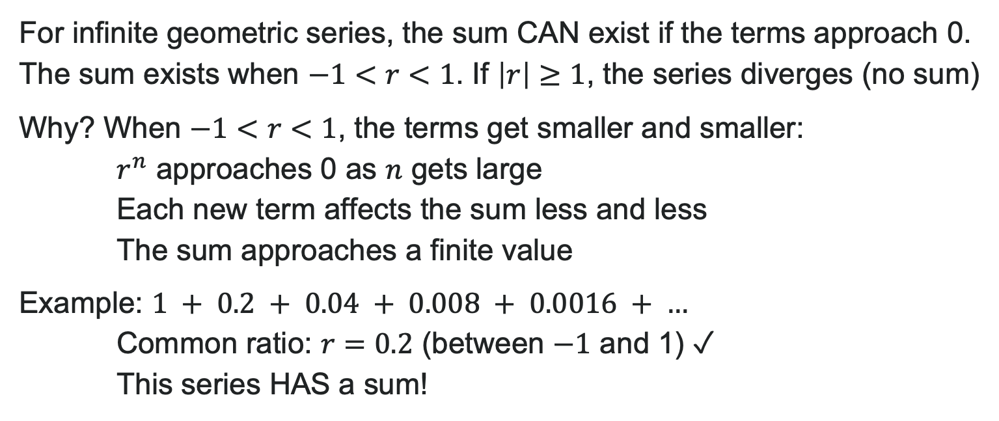 For infinite geometric series, the sum CAN exist if the terms approach 0.
The sum exists when −1 < r < 1. If |r| ≥ 1, the series diverges (no sum)
Why? When −1 < r < 1, the terms get smaller and smaller:
rⁿ approaches 0 as n gets large
Each new term affects the sum less and less
The sum approaches a finite value
Example: 1 + 0.2 + 0.04 + 0.008 + 0.0016 + ...
Common ratio: r = 0.2 (between −1 and 1) ✓
This series HAS a sum!